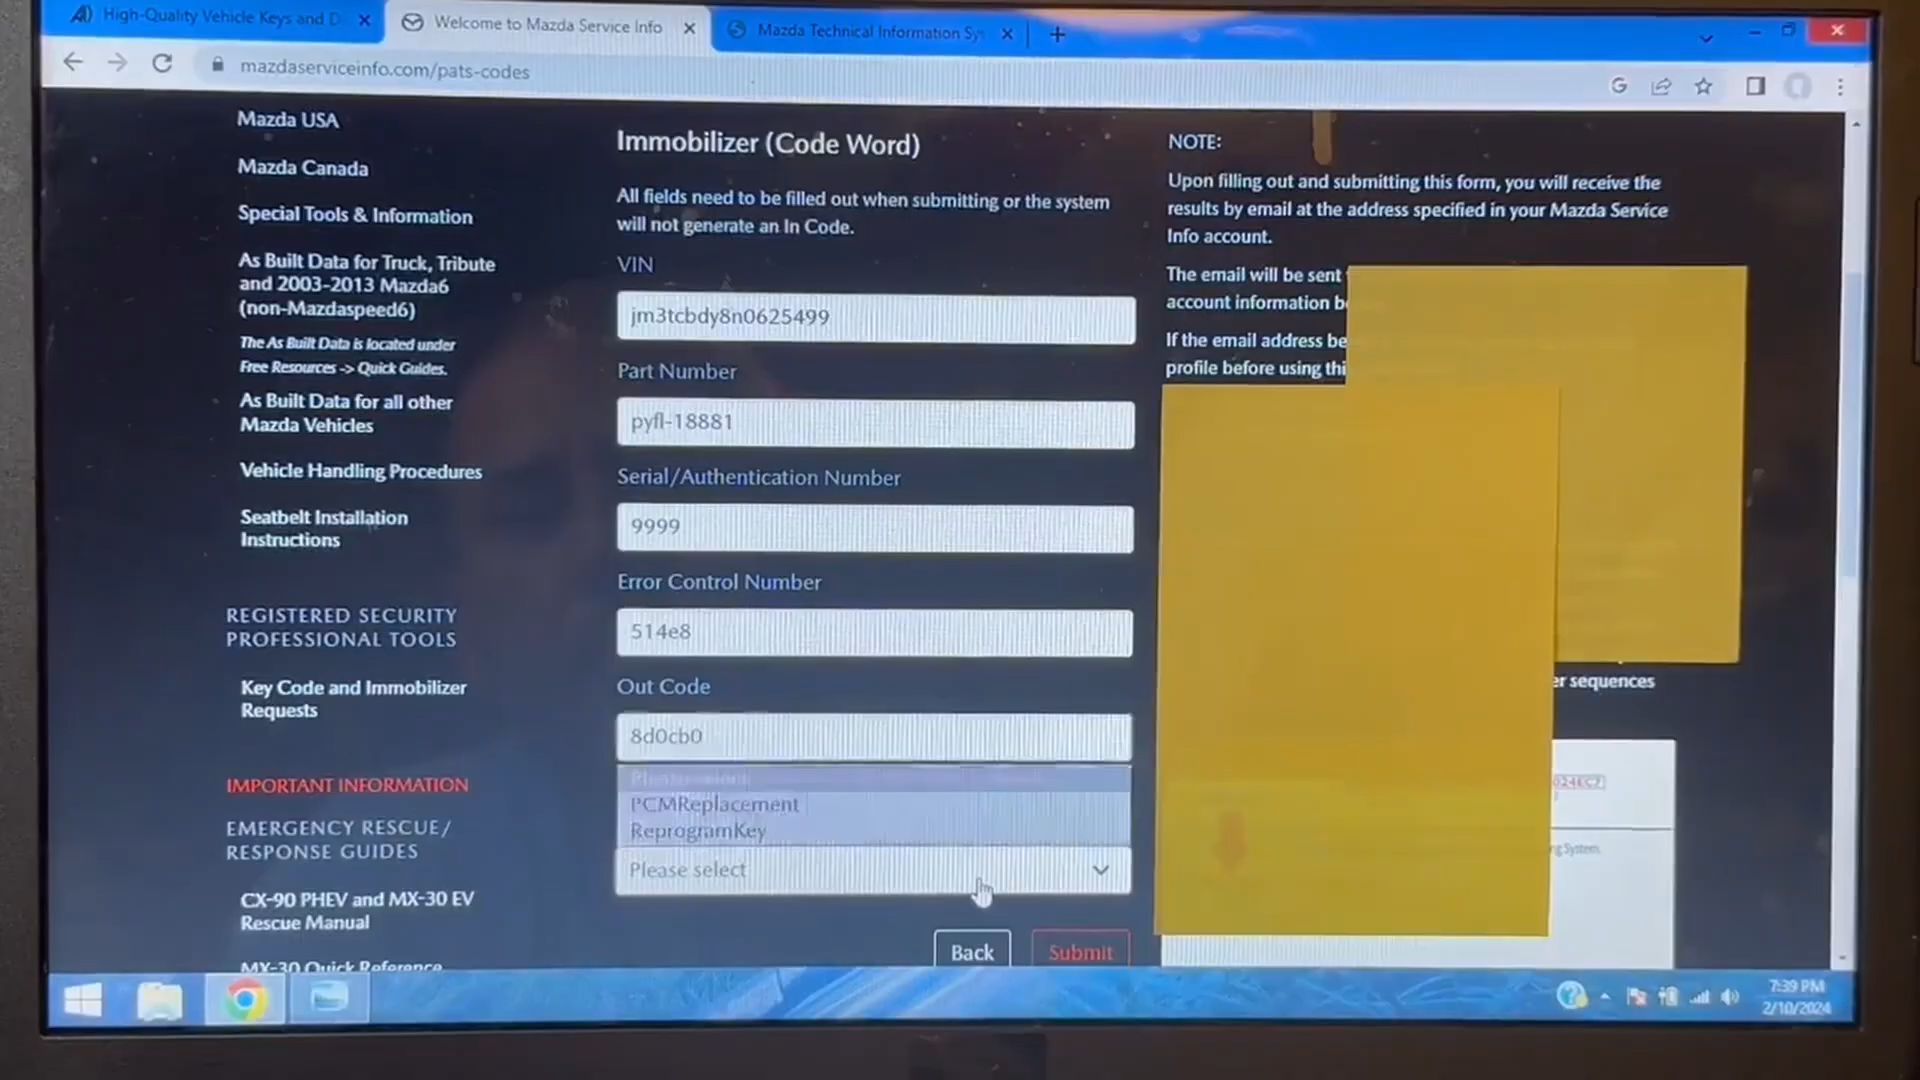 High-Quality Vehicle Keys and D
Welcome to Mazda Service Info
Mazda Technical Information Sy
mazdaserviceinfo.com/pats-codes
Mazda USA
Mazda Canada
Special Tools & Information
As Built Data for Truck, Tribute
and 2003-2013 Mazda6
(non-Mazdaspeed6)
The As Built Data is located under
Free Resources -> Quick Guides.
As Built Data for all other
Mazda Vehicles
Vehicle Handling Procedures
Seatbelt Installation
Instructions
REGISTERED SECURITY
PROFESSIONAL TOOLS
Key Code and Immobilizer
Requests
IMPORTANT INFORMATION
EMERGENCY RESCUE/
RESPONSE GUIDES
CX-90 PHEV and MX-30 EV
Rescue Manual
MX-30 Quick Reference
Immobilizer (Code Word)
All fields need to be filled out when submitting or the system
will not generate an In Code.
VIN
jm3tcbdy8n0625499
Part Number
pyfl-18881
Serial/Authentication Number
9999
Error Control Number
514e8
Out Code
8d0cb0
PCMReplacement
ReprogramKey
Please select
Back
Submit
NOTE:
Upon filling out and submitting this form, you will receive the
results by email at the address specified in your Mazda Service
Info account.
The email will be sent
account information b
If the email address be
profile before using thi
er sequences
024EC7
ng System.
7:39 PM
2/10/2024